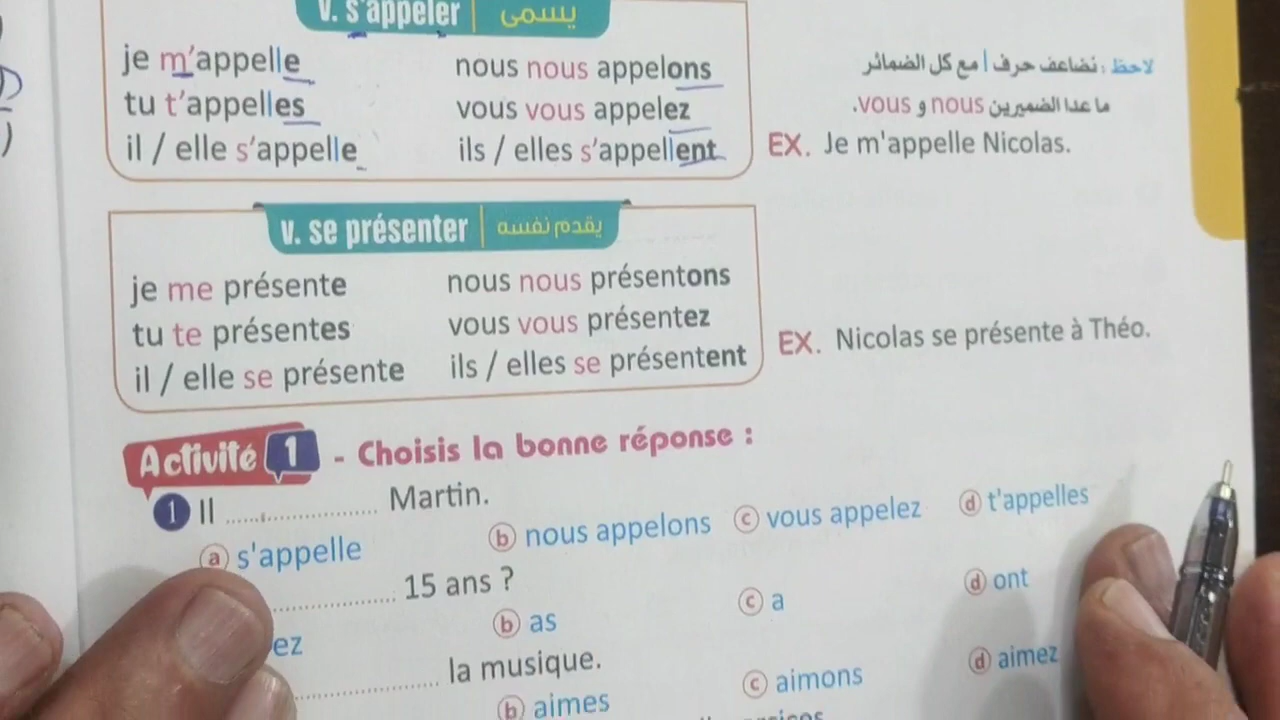 v. s'appeler يسمى
je m'appelle nous nous appelons
tu t'appelles vous vous appelez
il / elle s'appelle ils / elles s'appellent
لاحظ : نضاعف حرف l مع كل الضمائر
ما عدا الضميرين nous و vous.
EX. Je m'appelle Nicolas.
v. se présenter يقدم نفسه
je me présente nous nous présentons
tu te présentes vous vous présentez
il / elle se présente ils / elles se présentent
EX. Nicolas se présente à Théo.
Activité 1 - Choisis la bonne réponse :
1 Il .................... Martin.
a s'appelle b nous appelons c vous appelez d t'appelles
.................... 15 ans ?
ez b as c a d ont
.................... la musique.
b aimes c aimons d aimez